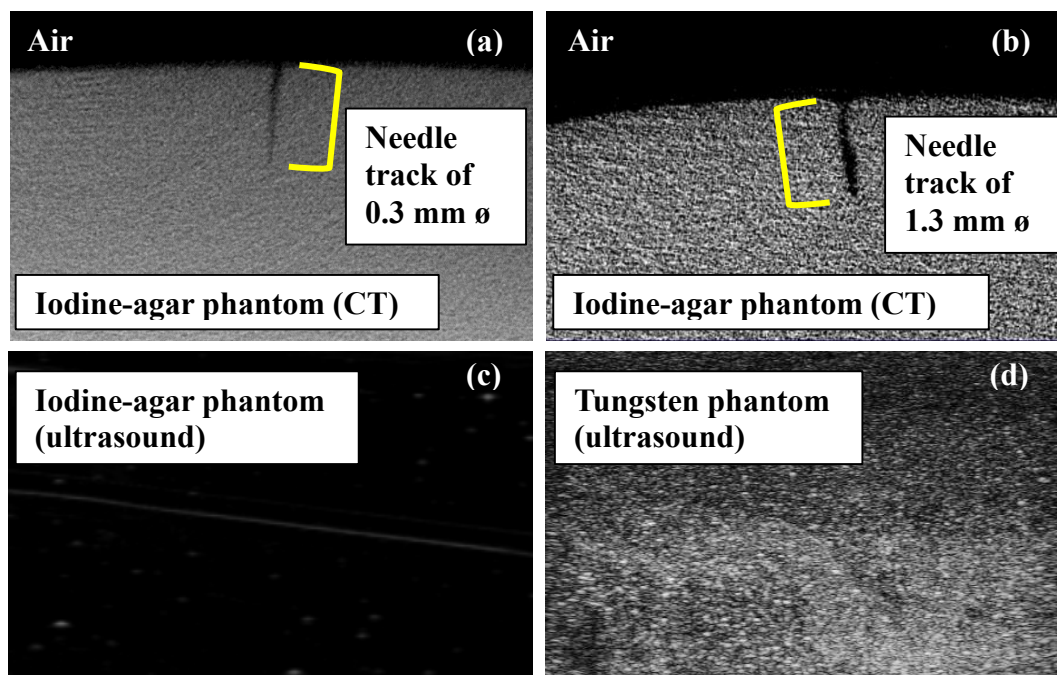 Air
(a)
Needle
track of
0.3 mm ø
Iodine-agar phantom (CT)
Air
(b)
Needle
track of
1.3 mm ø
Iodine-agar phantom (CT)
(c)
Iodine-agar phantom
(ultrasound)
(d)
Tungsten phantom
(ultrasound)